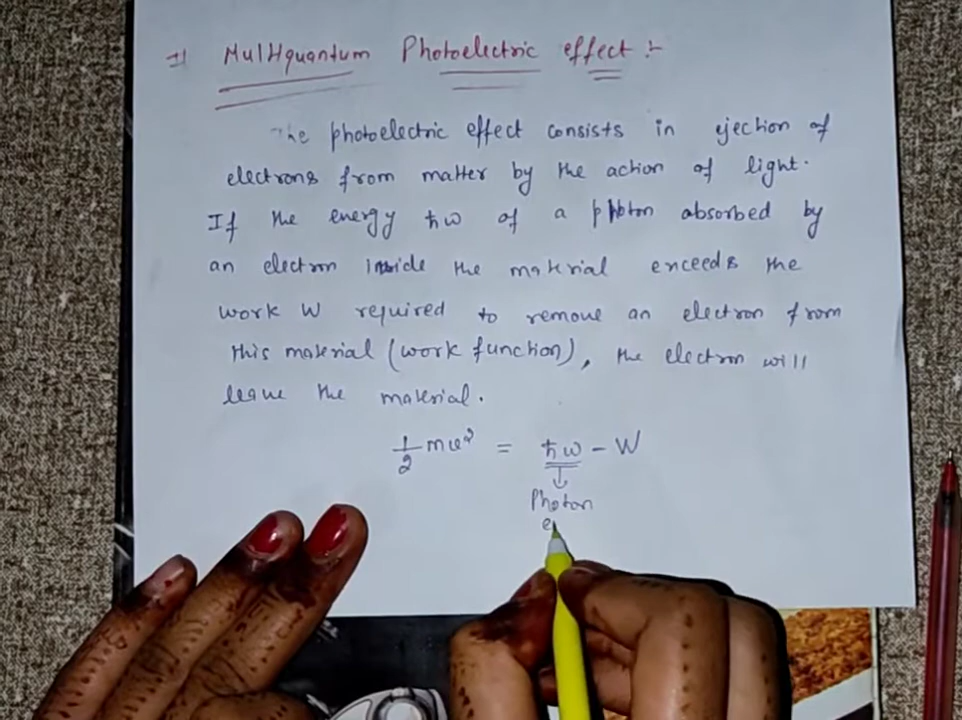 1) Multiquantum Photoelectric effect :-
The photoelectric effect consists in ejection of
electrons from matter by the action of light.
If the energy ħω of a photon absorbed by
an electron inside the material exceeds the
work W required to remove an electron from
this material (work function), the electron will
leave the material.
1/2 mv² = ħω - W
↓
Photon
e